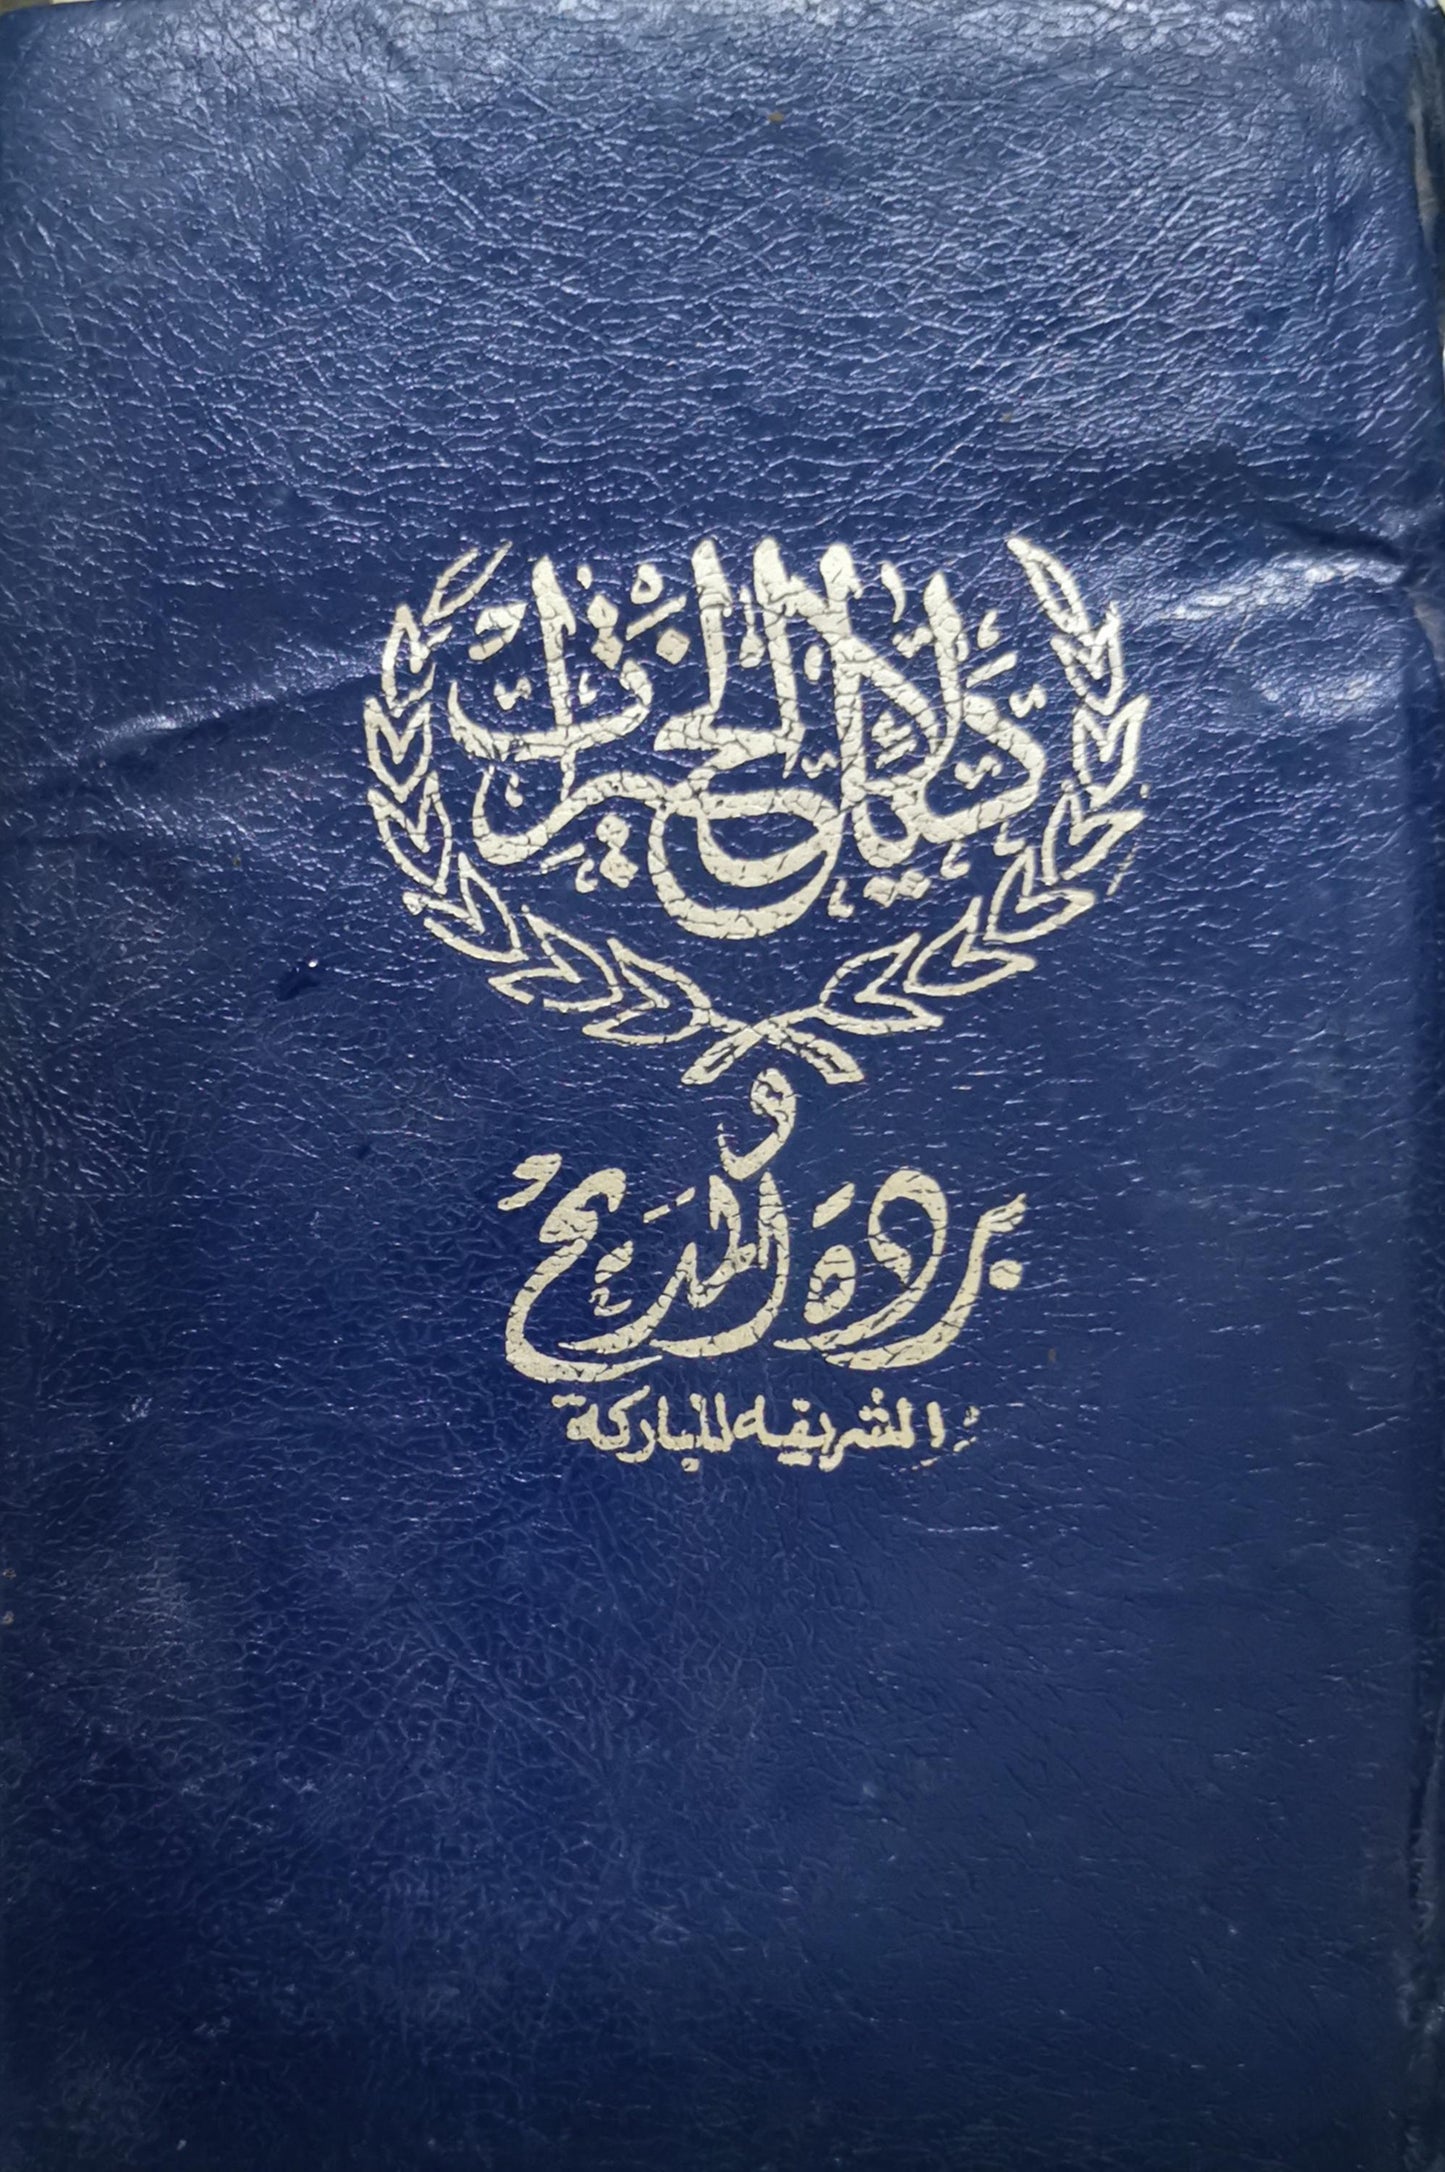 دلائل الخيرات
و
بردة المديح
الشريفه المباركة